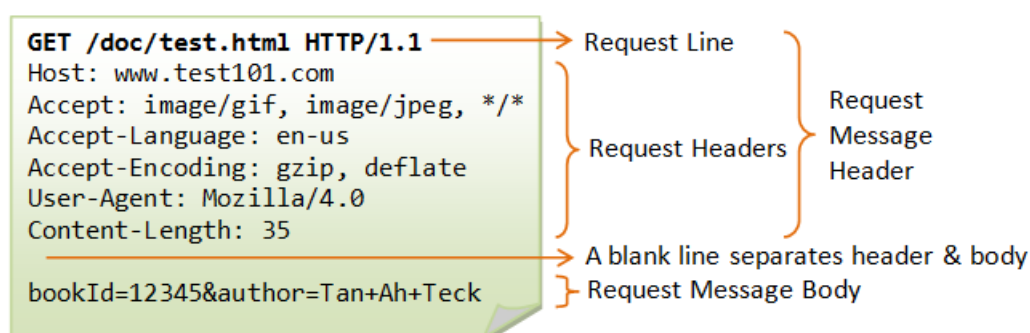 GET /doc/test.html HTTP/1.1
Request Line
Host: www.test101.com
Accept: image/gif, image/jpeg, */*
Accept-Language: en-us
Accept-Encoding: gzip, deflate
User-Agent: Mozilla/4.0
Content-Length: 35
Request Headers
Request
Message
Header
A blank line separates header & body
bookId=12345&author=Tan+Ah+Teck
Request Message Body